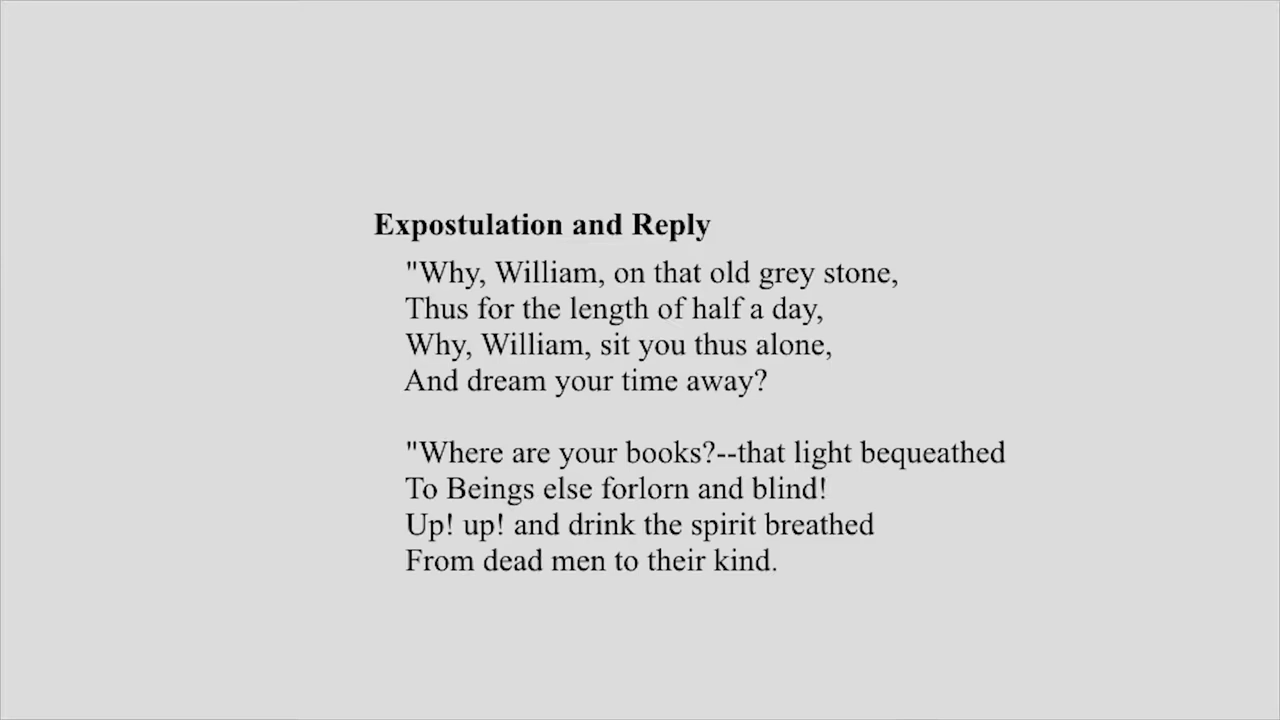 Expostulation and Reply
"Why, William, on that old grey stone,
Thus for the length of half a day,
Why, William, sit you thus alone,
And dream your time away?
"Where are your books?--that light bequeathed
To Beings else forlorn and blind!
Up! up! and drink the spirit breathed
From dead men to their kind.